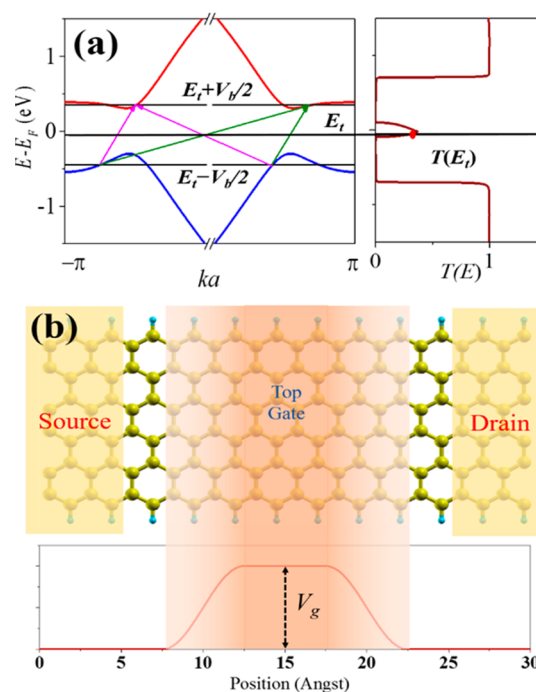 (a)
E-E_F (eV)
1
0
-1
E_t+V_b/2
E_t
E_t−V_b/2
T(E_t)
−π
π
0
1
ka
T(E)
(b)
Source
Top
Gate
Drain
V_g
0
5
10
15
20
25
30
Position (Angst)